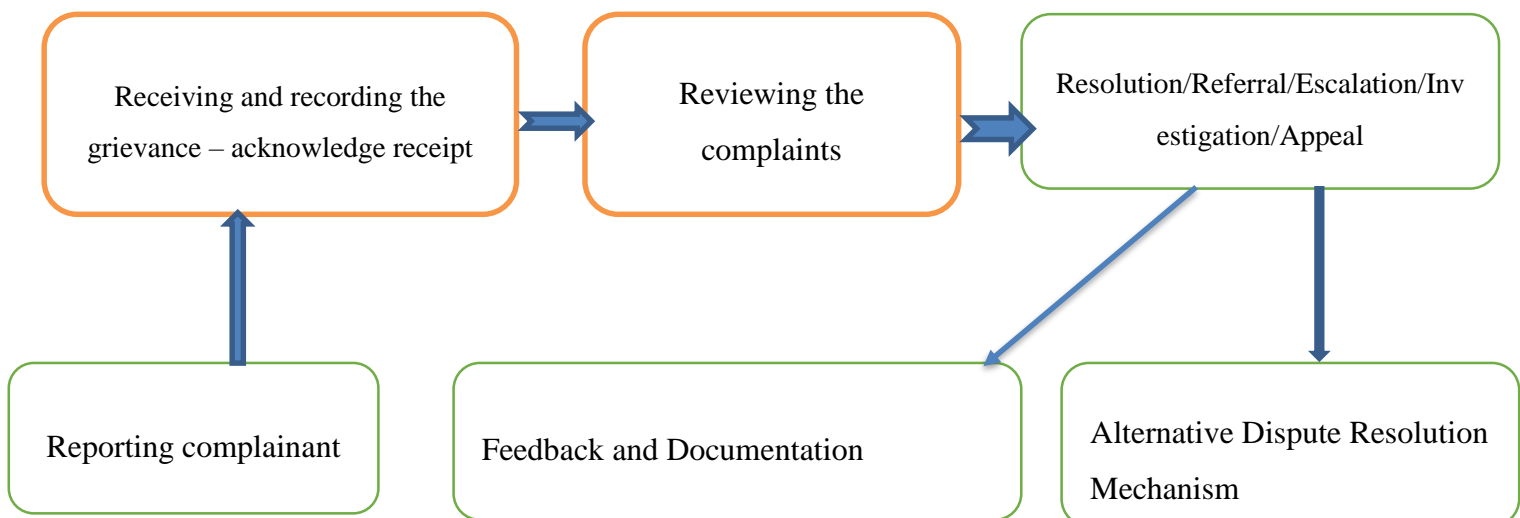 Receiving and recording the
grievance – acknowledge receipt
Reviewing the
complaints
Resolution/Referral/Escalation/Inv
estigation/Appeal
Reporting complainant
Feedback and Documentation
Alternative Dispute Resolution
Mechanism